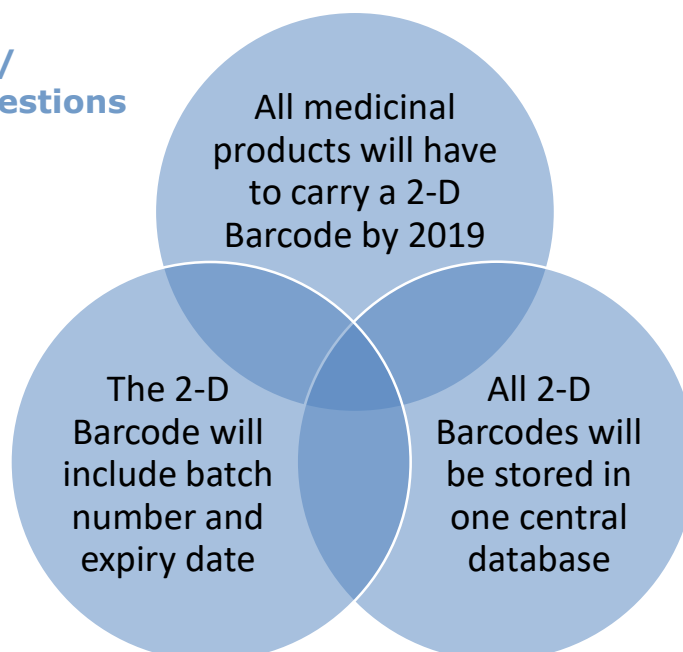 /
estions
All medicinal
products will have
to carry a 2-D
Barcode by 2019
The 2-D
Barcode will
include batch
number and
expiry date
All 2-D
Barcodes will
be stored in
one central
database